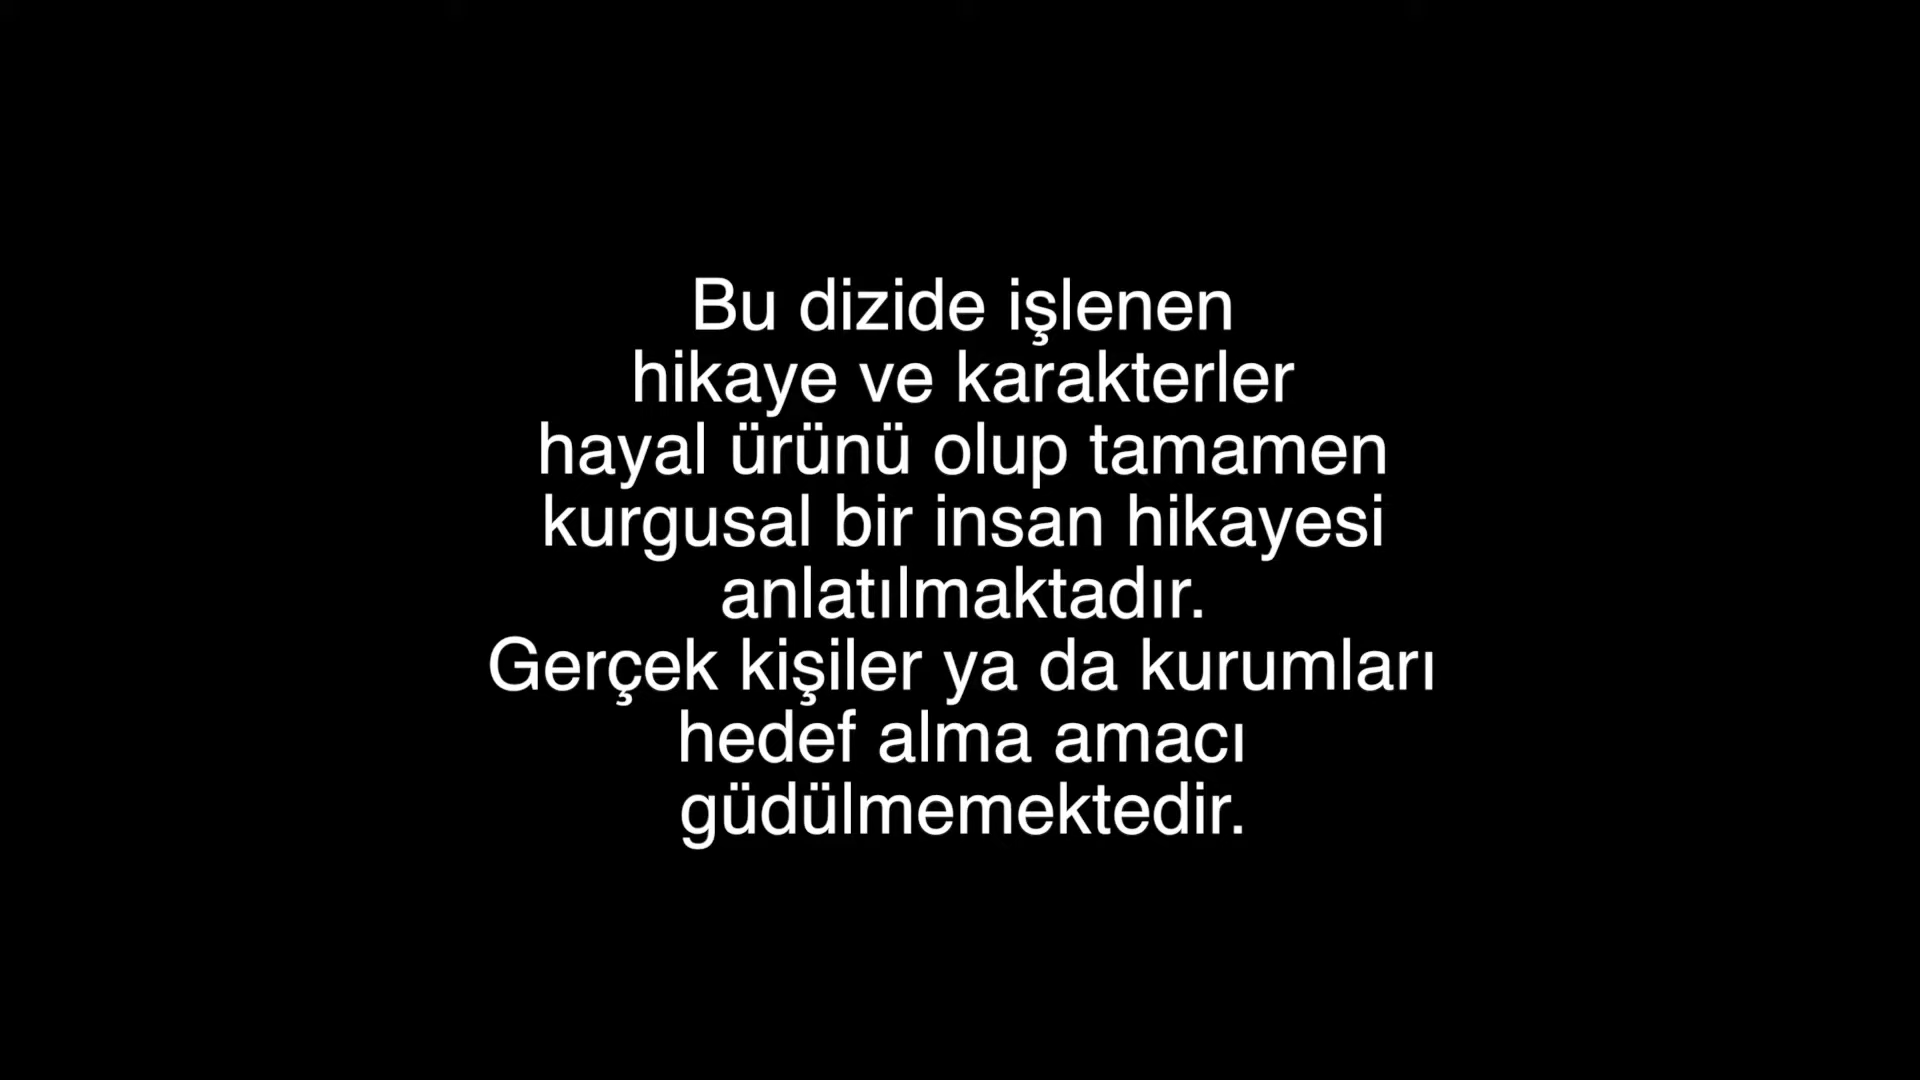 Bu dizide işlenen
hikaye ve karakterler
hayal ürünü olup tamamen
kurgusal bir insan hikayesi
anlatılmaktadır.
Gerçek kişiler ya da kurumları
hedef alma amacı
güdülmemektedir.